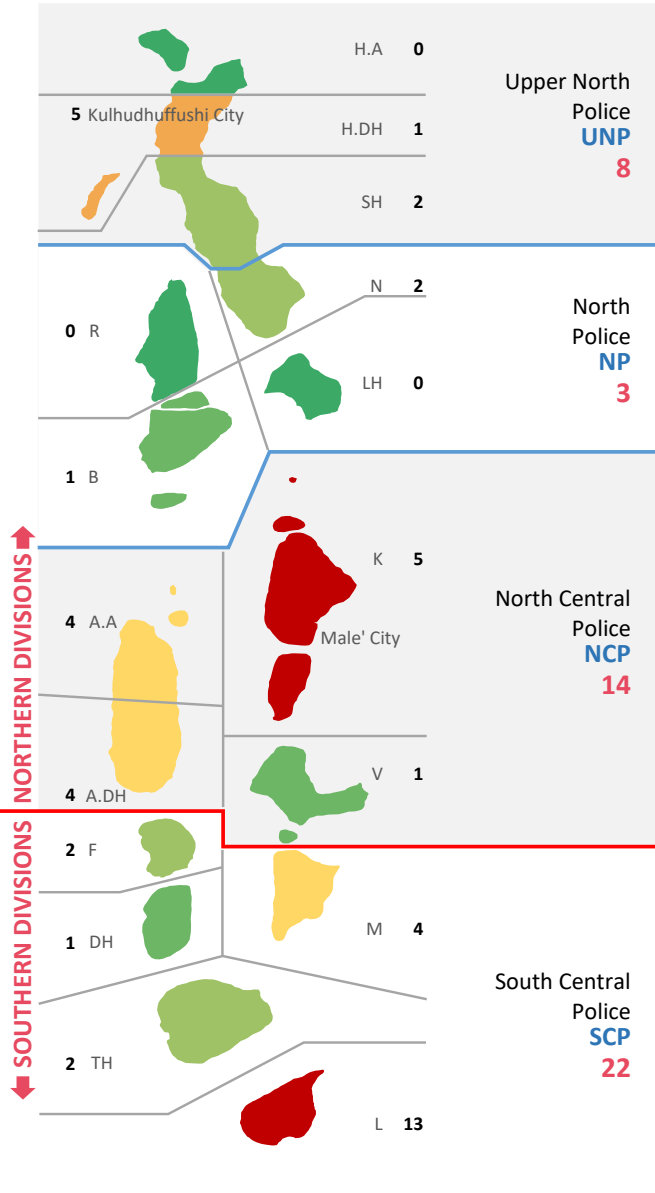 H.A 0
5 Kulhudhuffushi City
H.DH 1
SH 2
Upper North
Police
UNP
8
N 2
0 R
LH 0
1 B
North
Police
NP
3
K 5
4 A.A
Male' City
4 A.DH
V 1
North Central
Police
NCP
14
NORTHERN DIVISIONS
SOUTHERN DIVISIONS
2 F
1 DH
M 4
2 TH
L 13
South Central
Police
SCP
22